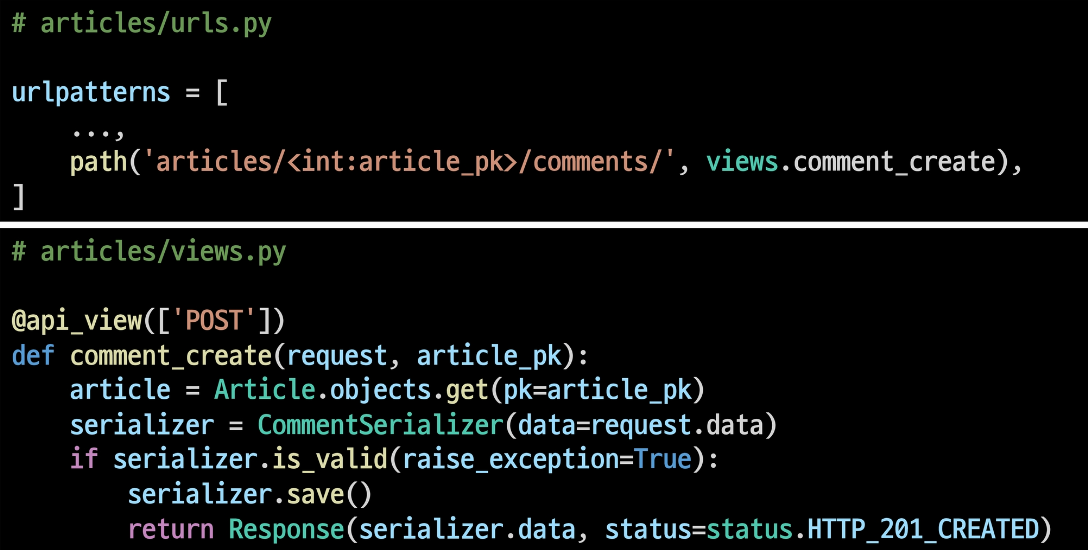 # articles/urls.py
urlpatterns = [
    ...,
    path('articles/<int:article_pk>/comments/', views.comment_create),
]
# articles/views.py
@api_view(['POST'])
def comment_create(request, article_pk):
    article = Article.objects.get(pk=article_pk)
    serializer = CommentSerializer(data=request.data)
    if serializer.is_valid(raise_exception=True):
        serializer.save()
        return Response(serializer.data, status=status.HTTP_201_CREATED)